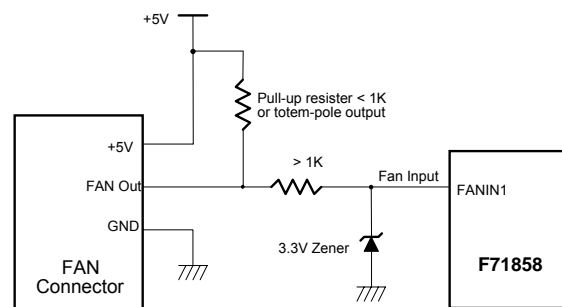 +5V
Pull-up resister < 1K
or totem-pole output
+5V
> 1K
Fan Input
FAN Out
FANIN1
GND
3.3V Zener
FAN
Connector
F71858